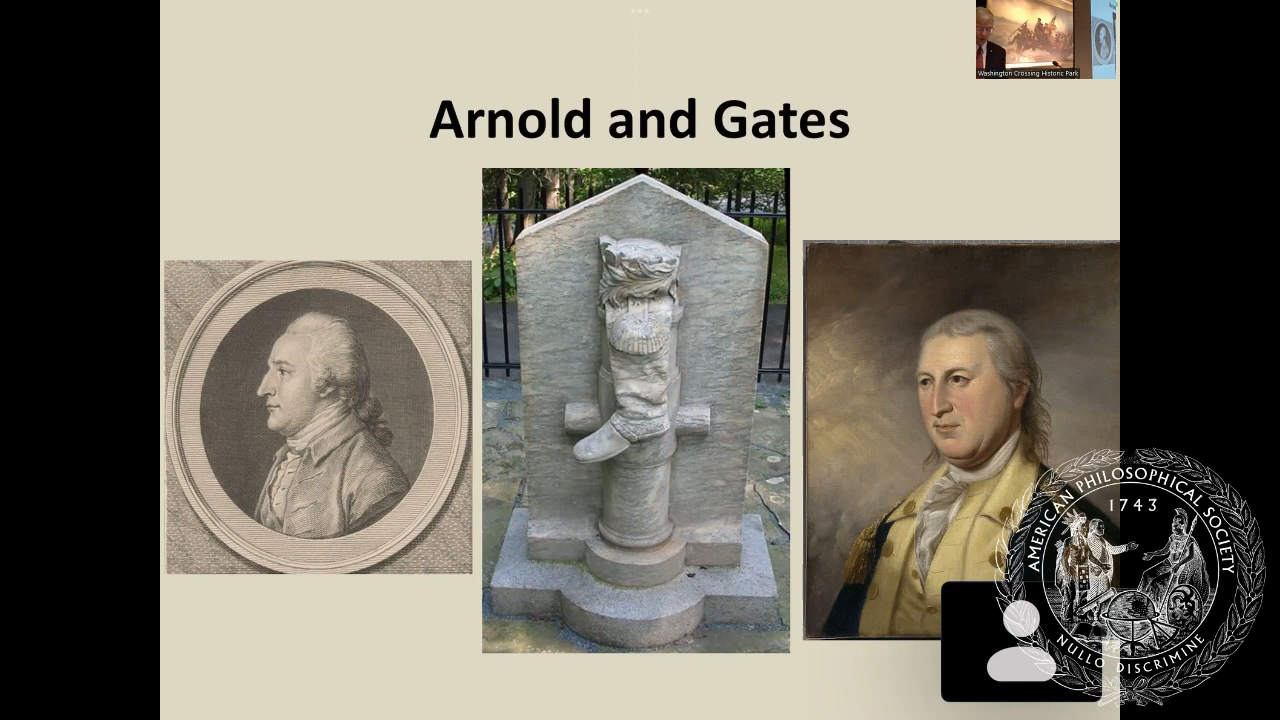 Washington Crossing Historic Park
Arnold and Gates
AMERICAN PHILOSOPHICAL SOCIETY
1743
NULLO DISCRIMINE